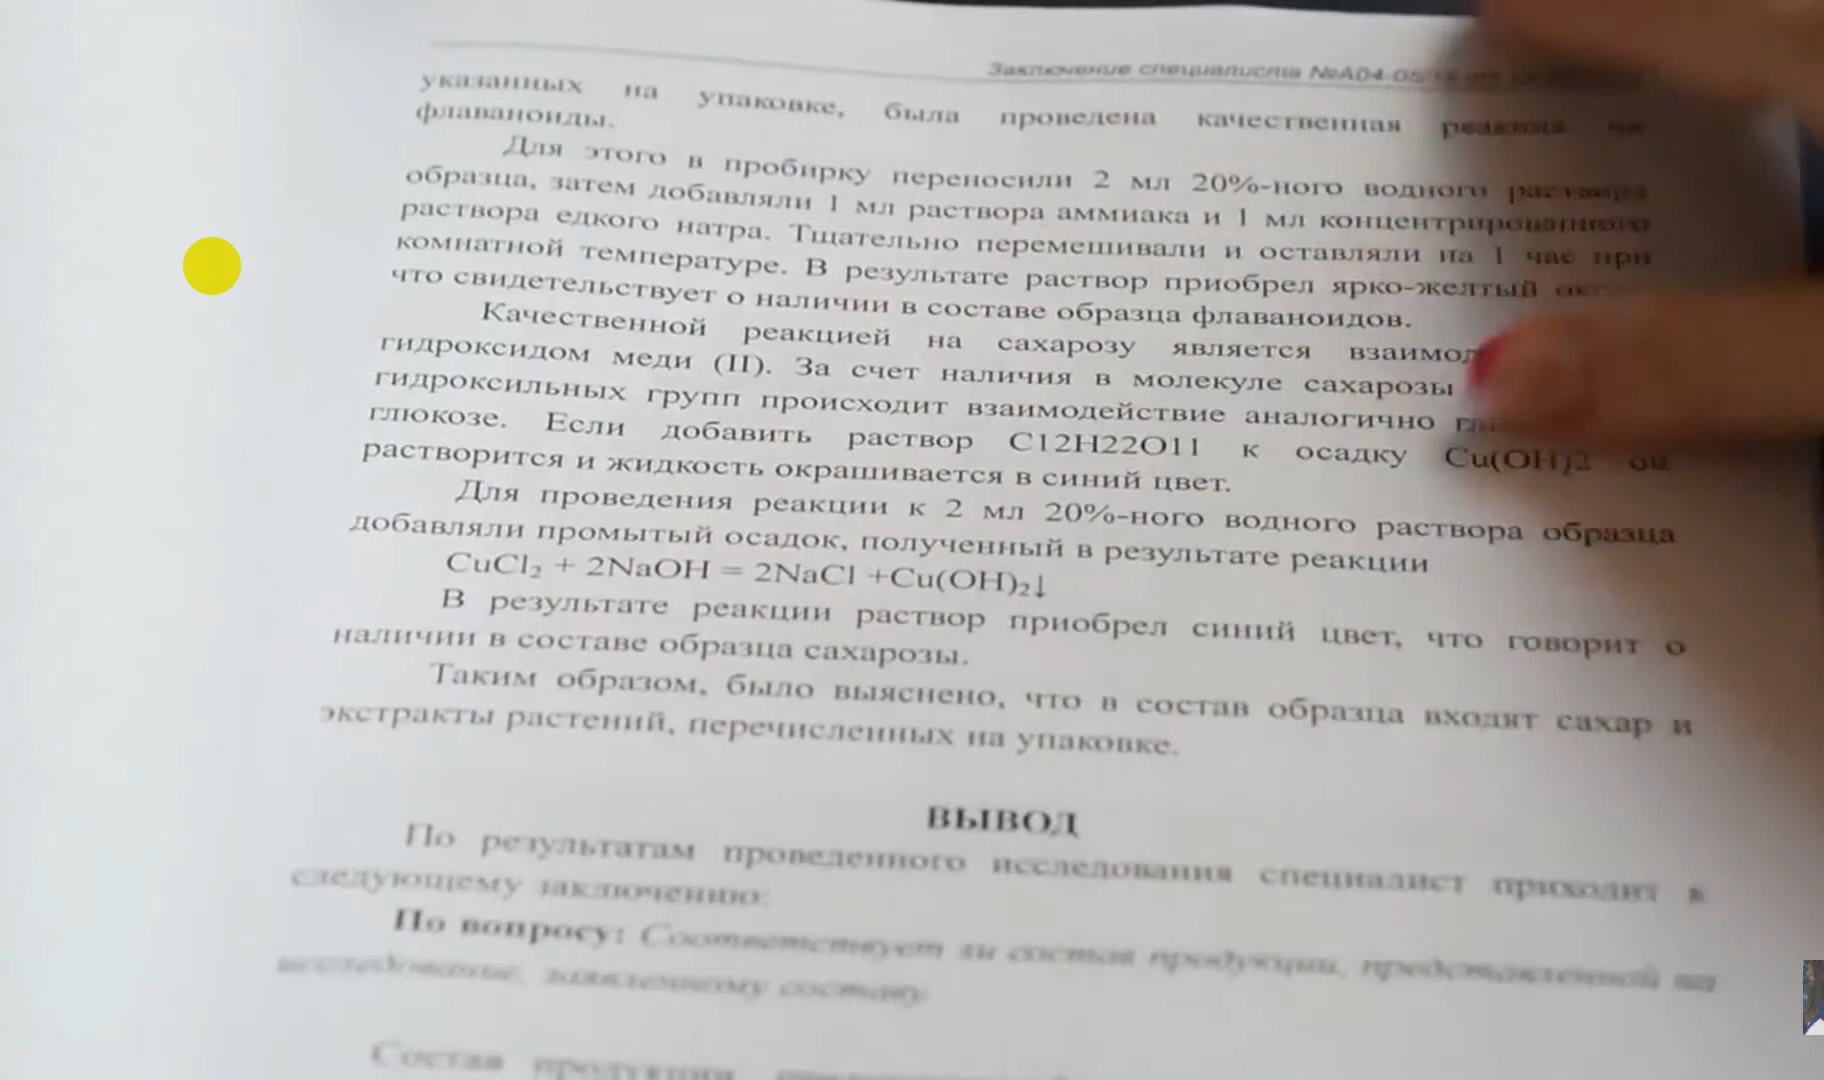 Заключение специалиста №А04-05/
указанных на упаковке, была проведена качественная реакция на
флаваноиды.
Для этого в пробирку переносили 2 мл 20%-ного водного раствора
образца, затем добавляли 1 мл раствора аммиака и 1 мл концентрированного
раствора едкого натра. Тщательно перемешивали и оставляли на 1 час при
комнатной температуре. В результате раствор приобрел ярко-желтый
что свидетельствует о наличии в составе образца флаваноидов.
Качественной реакцией на сахарозу является
гидроксидом меди (II). За счет наличия в молекуле сахарозы
гидроксильных групп происходит взаимодействие аналогично
глюкозе. Если добавить раствор C12H22O11 к осадку Cu(OH)2 он
растворится и жидкость окрашивается в синий цвет.
Для проведения реакции к 2 мл 20%-ного водного раствора образца
добавляли промытый осадок, полученный в результате реакции
CuCl₂ + 2NaOH = 2NaCl +Cu(OH)₂↓
В результате реакции раствор приобрел синий цвет, что говорит о
наличии в составе образца сахарозы.
Таким образом, было выяснено, что в состав образца входят сахар и
экстракты растений, перечисленных на упаковке.
ВЫВОД
По результатам проведенного исследования специалист приходит к
следующему заключению:
По вопросу: Соответствует ли состав продукции, представленной на
исследование, заявленному составу
Состав продукции,